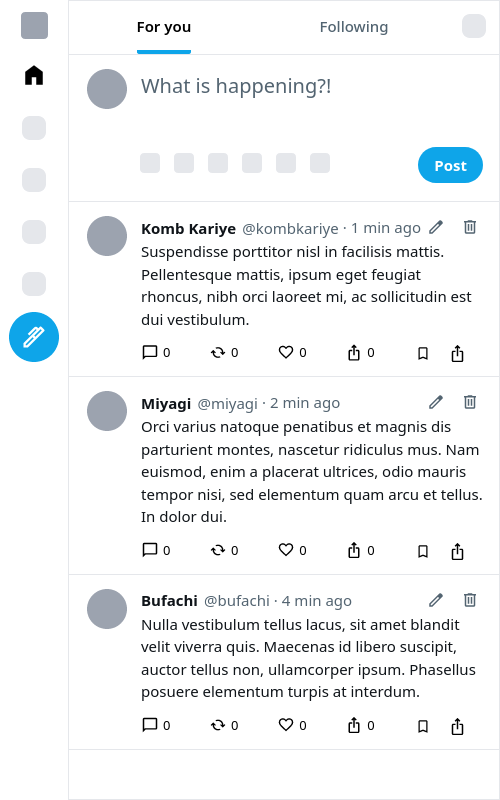 For you
Following
What is happening?!
Post
Komb Kariye @kombkariye · 1 min ago
Suspendisse porttitor nisl in facilisis mattis.
Pellentesque mattis, ipsum eget feugiat
rhoncus, nibh orci laoreet mi, ac sollicitudin est
dui vestibulum.
0 0 0 0
Miyagi @miyagi · 2 min ago
Orci varius natoque penatibus et magnis dis
parturient montes, nascetur ridiculus mus. Nam
euismod, enim a placerat ultrices, odio mauris
tempor nisi, sed elementum quam arcu et tellus.
In dolor dui.
0 0 0 0
Bufachi @bufachi · 4 min ago
Nulla vestibulum tellus lacus, sit amet blandit
velit viverra quis. Maecenas id libero suscipit,
auctor tellus non, ullamcorper ipsum. Phasellus
posuere elementum turpis at interdum.
0 0 0 0